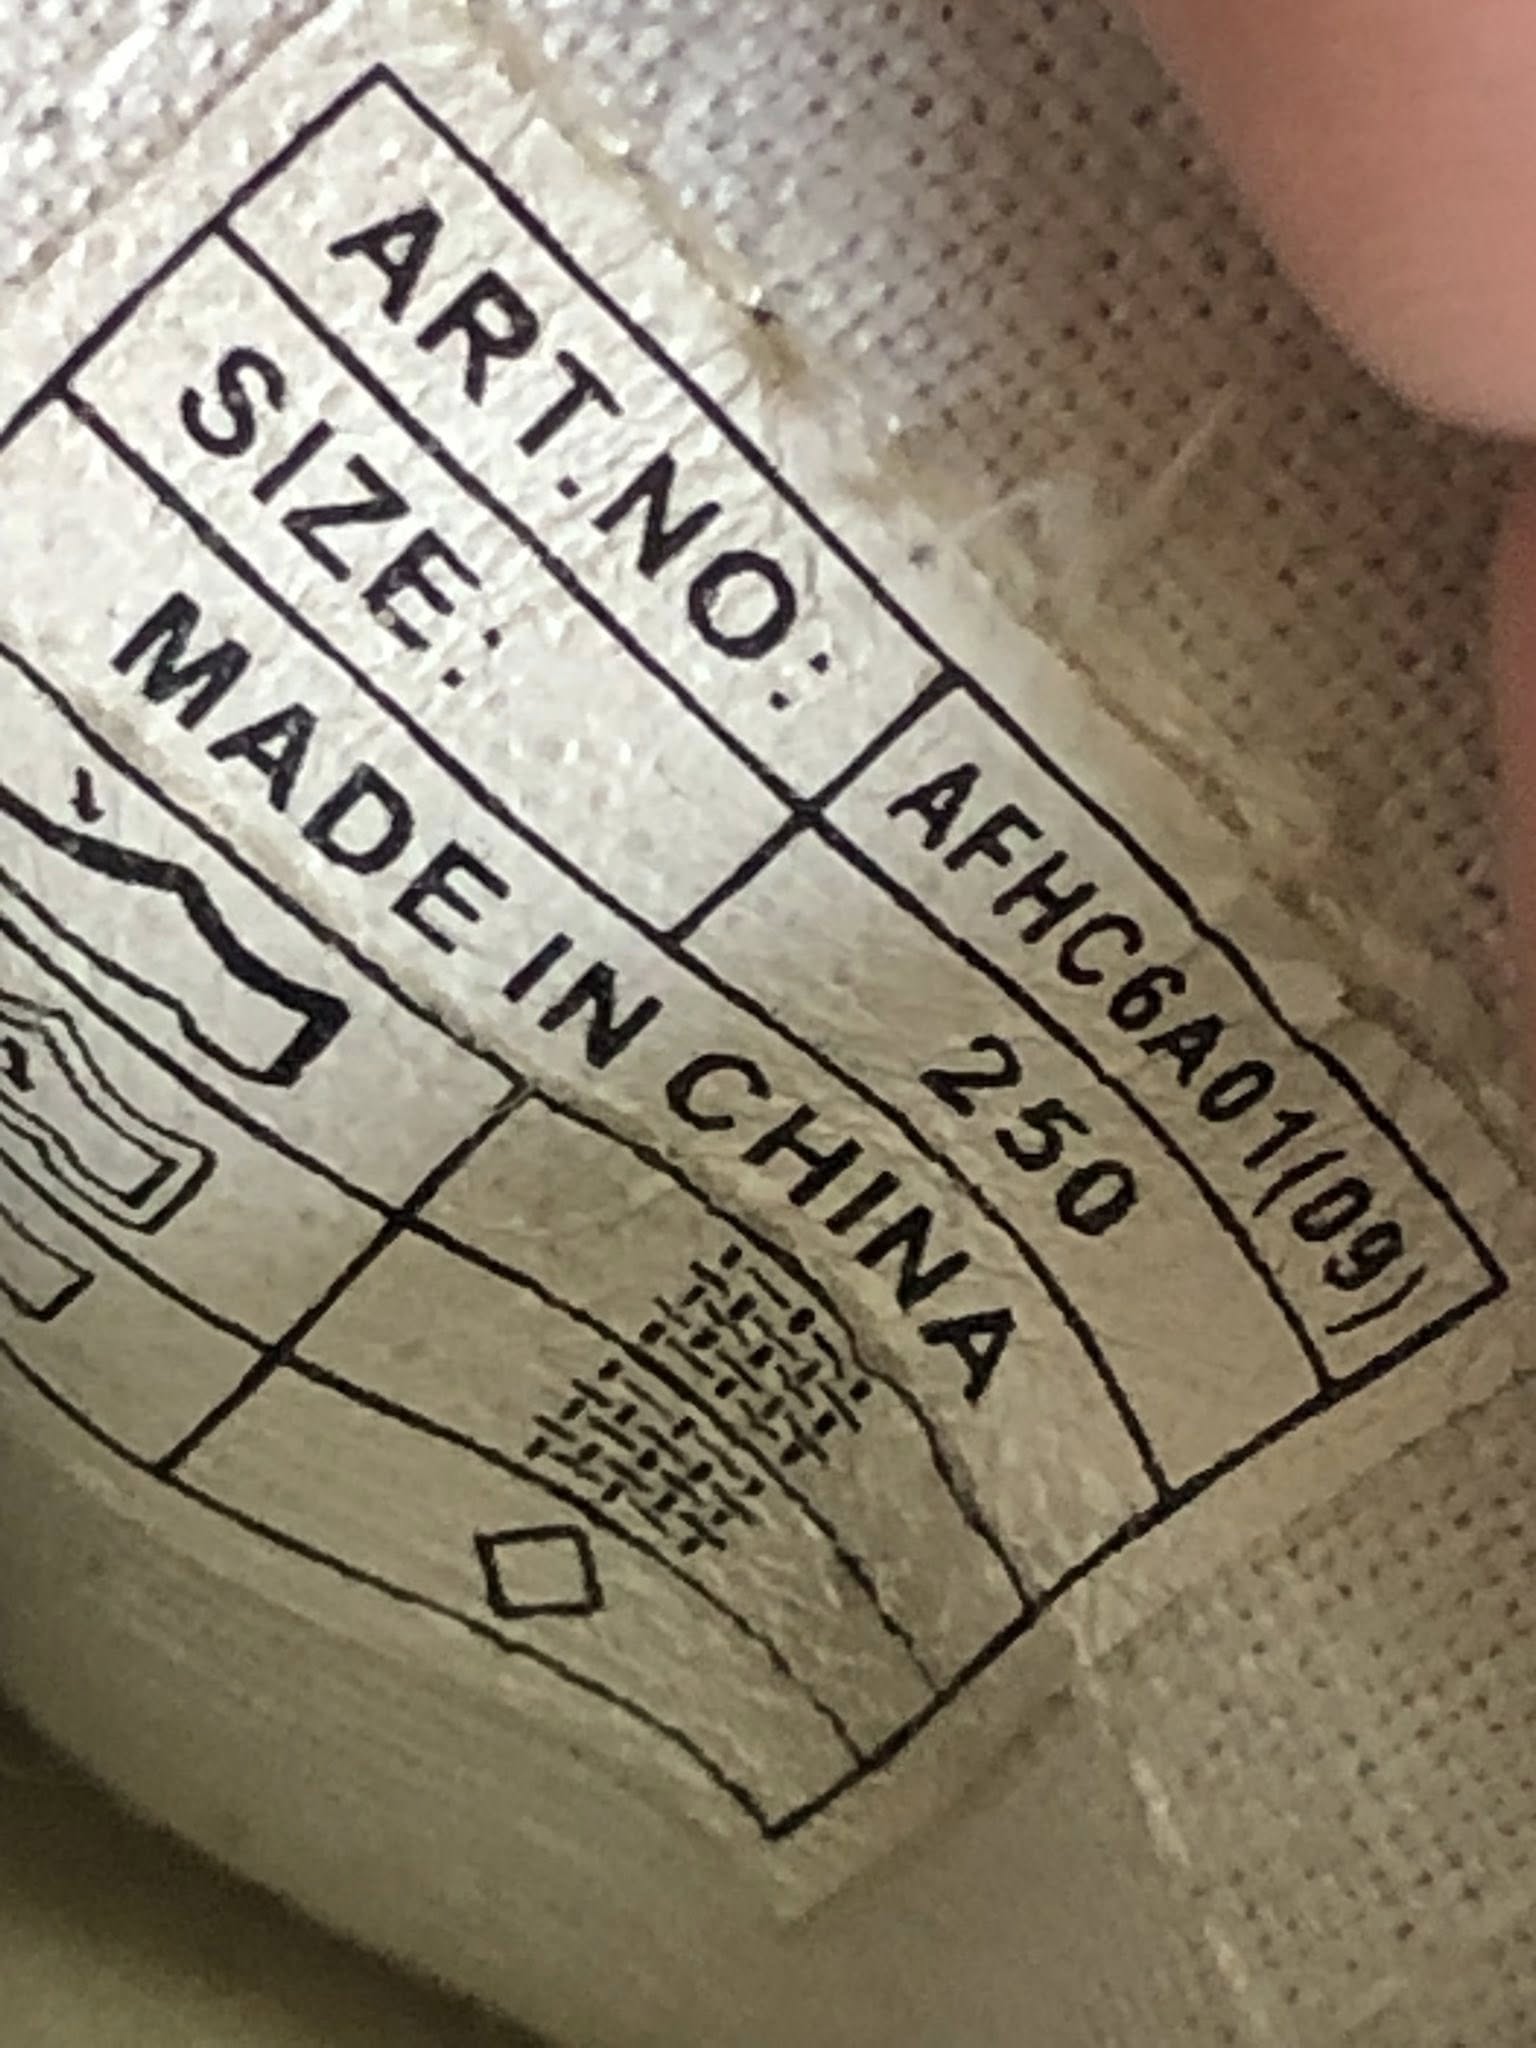 ART.NO: AFHC6A01(09)
SIZE: 250
MADE IN CHINA